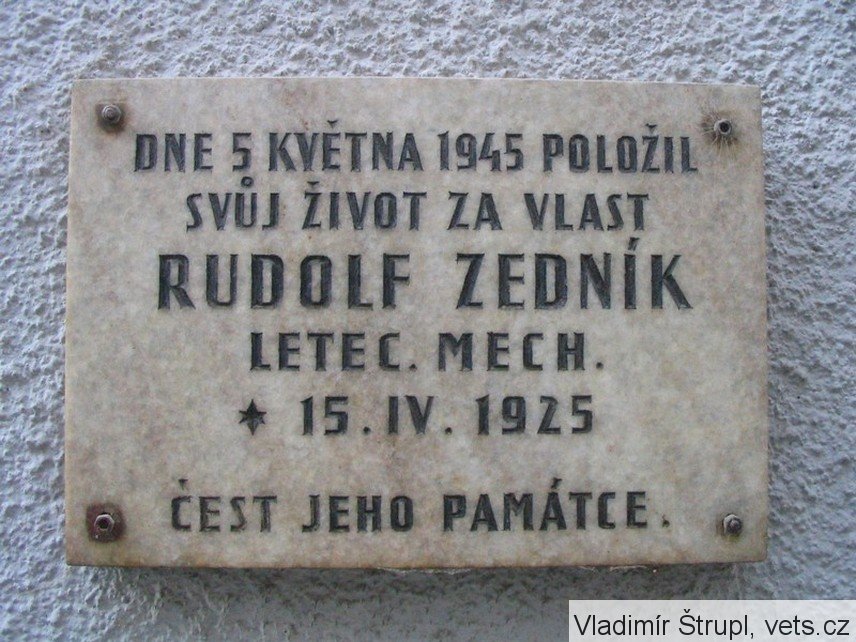 DNE 5 KVĚTNA 1945 POLOŽIL
SVŮJ ŽIVOT ZA VLAST
RUDOLF ZEDNÍK
LETEC. MECH.
* 15. IV. 1925
ČEST JEHO PAMÁTCE.
Vladimír Štrupl, vets.cz